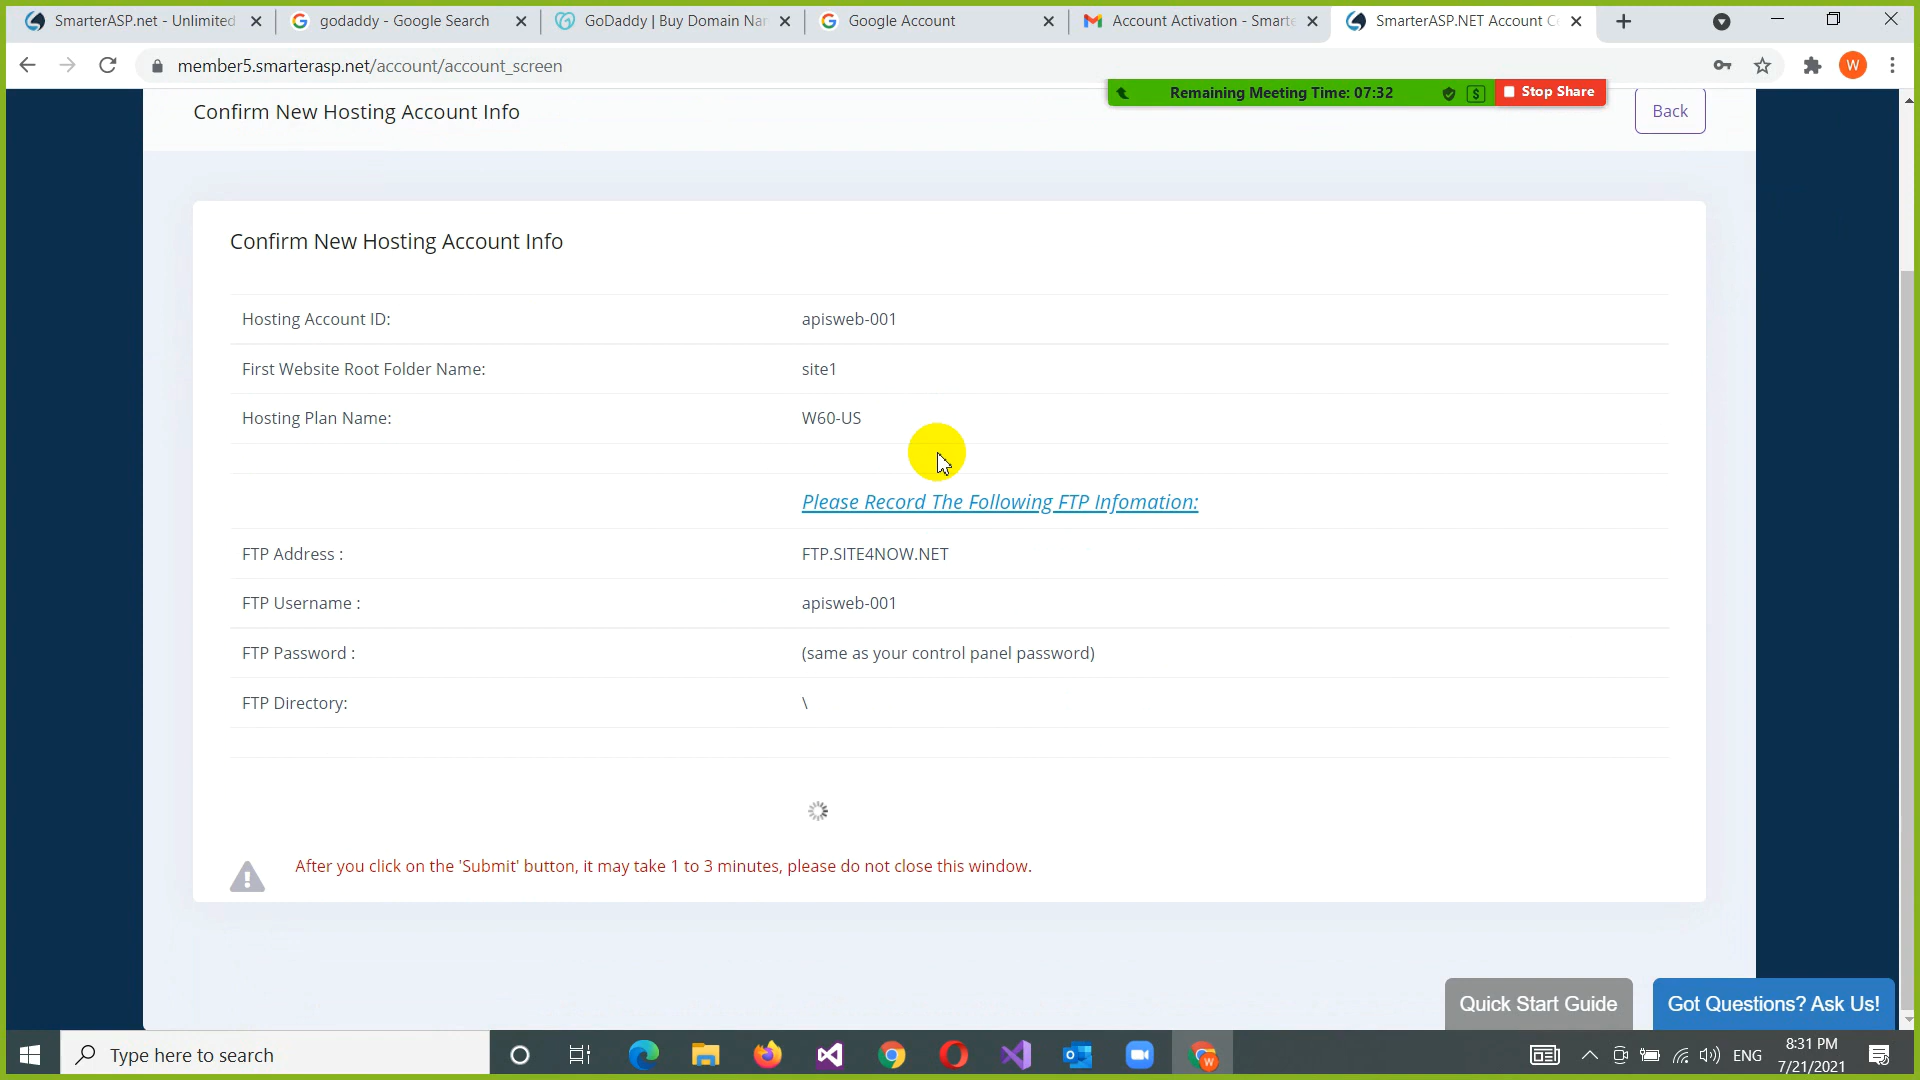 SmarterASP.net - Unlimited
godaddy - Google Search
GoDaddy | Buy Domain Nar
Google Account
Account Activation - Smarte
SmarterASP.NET Account C
member5.smarterasp.net/account/account_screen
W
Remaining Meeting Time: 07:32
$
Stop Share
Confirm New Hosting Account Info
Back
Confirm New Hosting Account Info
Hosting Account ID: apisweb-001
First Website Root Folder Name: site1
Hosting Plan Name: W60-US
Please Record The Following FTP Infomation:
FTP Address : FTP.SITE4NOW.NET
FTP Username : apisweb-001
FTP Password : (same as your control panel password)
FTP Directory: \
After you click on the 'Submit' button, it may take 1 to 3 minutes, please do not close this window.
Quick Start Guide
Got Questions? Ask Us!
Type here to search
W
ENG
8:31 PM
7/21/2021